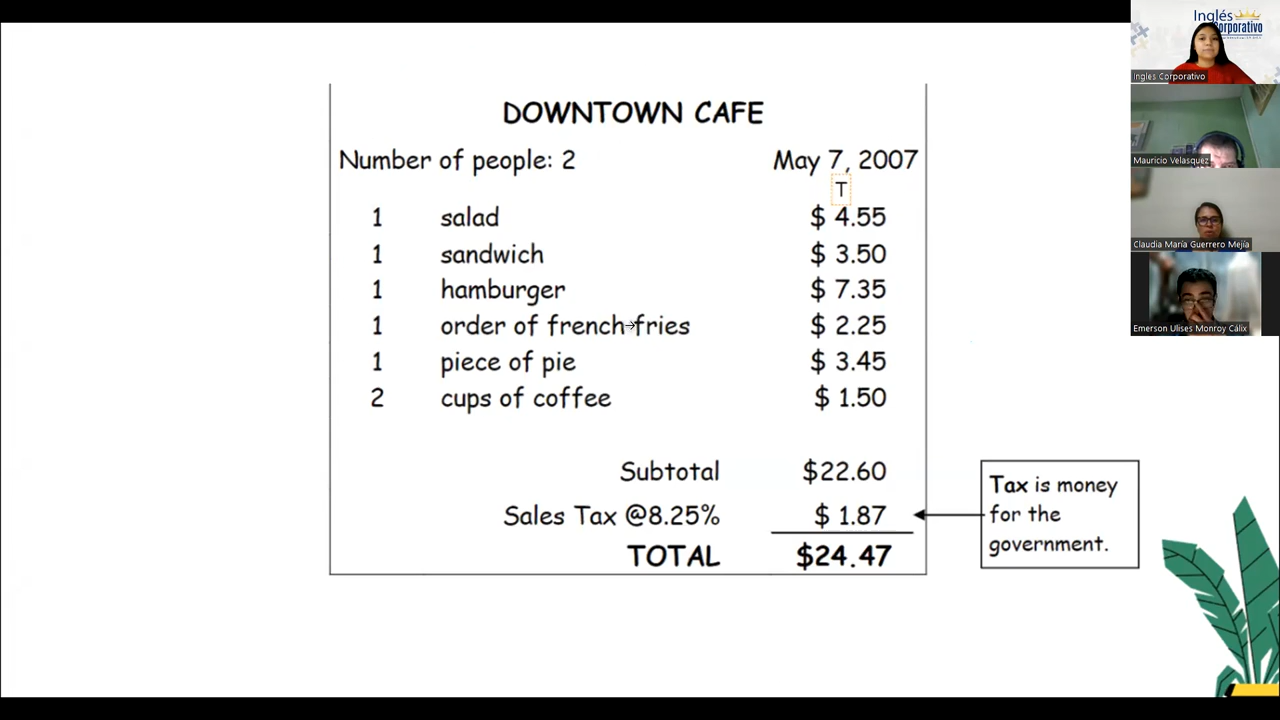 DOWNTOWN CAFE
Number of people: 2 May 7, 2007
T
1 salad $ 4.55
1 sandwich $ 3.50
1 hamburger $ 7.35
1 order of french fries $ 2.25
1 piece of pie $ 3.45
2 cups of coffee $ 1.50
Subtotal $22.60
Sales Tax @8.25% $ 1.87
TOTAL $24.47
Tax is money
for the
government.
Inglés
Corporativo
Ingles Corporativo
Mauricio Velasquez
Claudia María Guerrero Mejía
Emerson Ulises Monroy Cálix